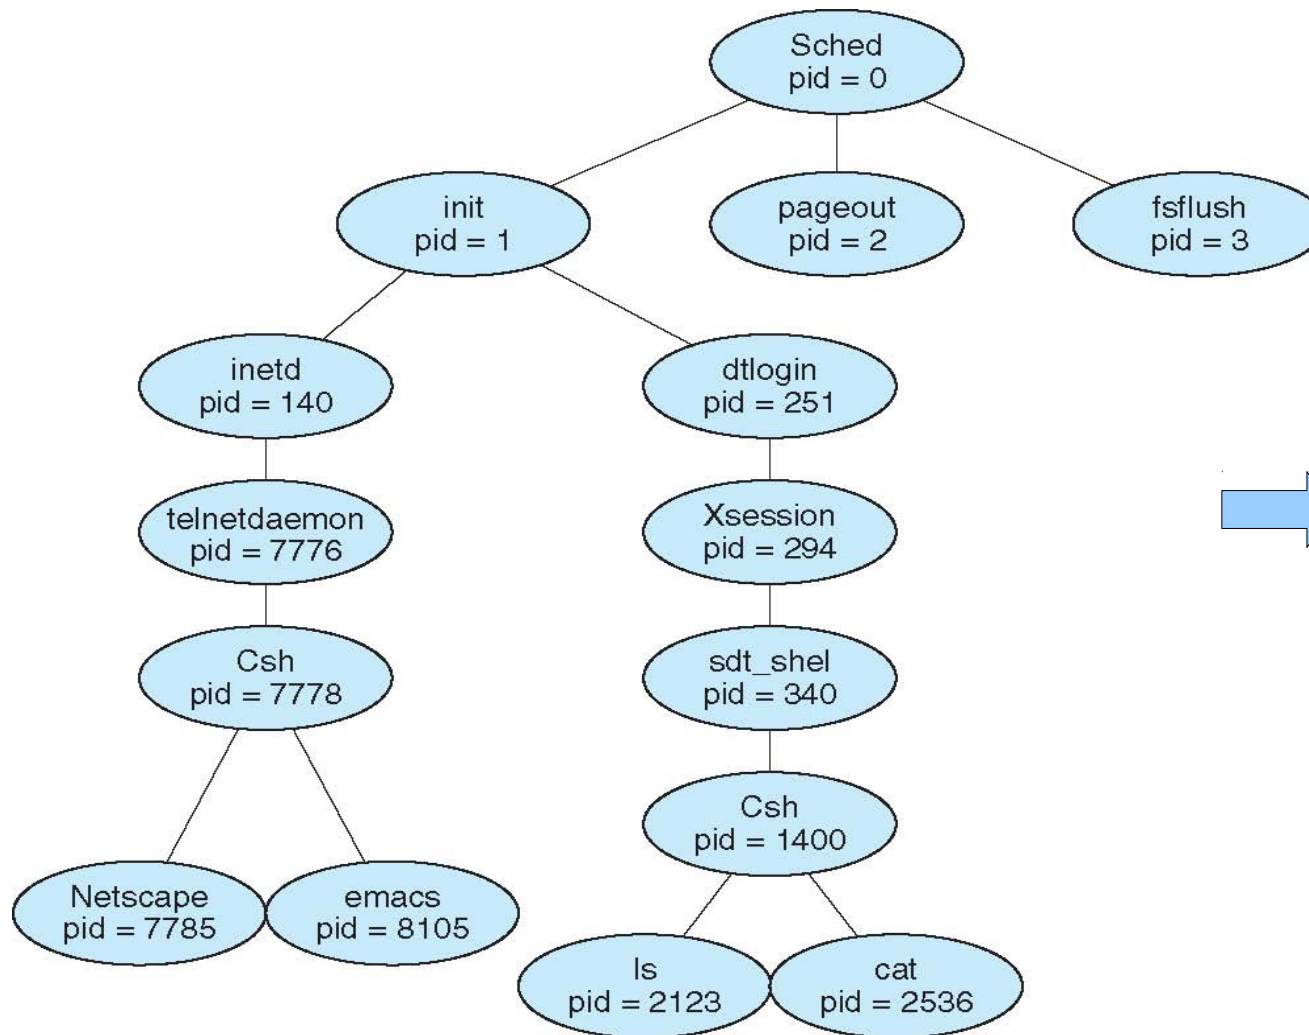 Sched
pid = 0
init
pid = 1
pageout
pid = 2
fsflush
pid = 3
inetd
pid = 140
dtlogin
pid = 251
telnetdaemon
pid = 7776
Xsession
pid = 294
Csh
pid = 7778
sdt_shel
pid = 340
Csh
pid = 1400
Netscape
pid = 7785
emacs
pid = 8105
ls
pid = 2123
cat
pid = 2536